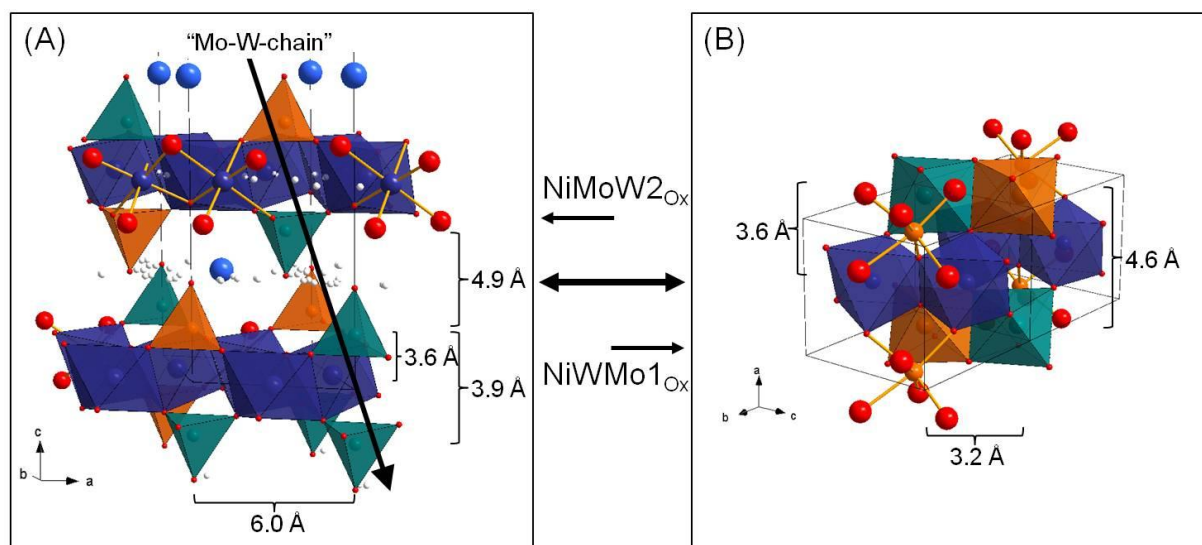 (A)
"Mo-W-chain"
4.9 Å
3.6 Å
3.9 Å
c
b
a
6.0 Å
NiMoW2Ox
NiWMo1Ox
(B)
3.6 Å
4.6 Å
a
b
c
3.2 Å